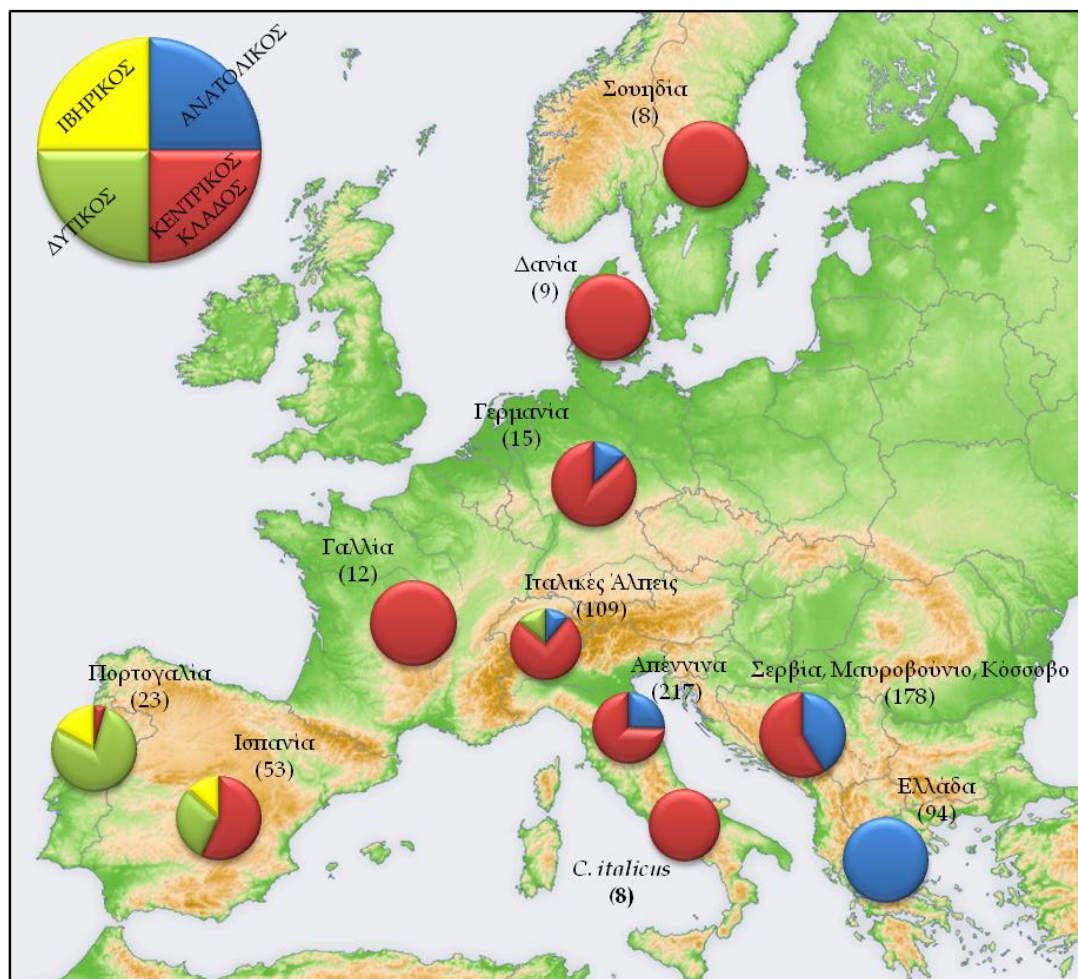 ΙΒΗΡΙΚΟΣ
ΑΝΑΤΟΛΙΚΟΣ
ΔΥΤΙΚΟΣ
ΚΕΝΤΡΙΚΟΣ
ΚΛΑΔΟΣ
Σουηδία
(8)
Δανία
(9)
Γερμανία
(15)
Γαλλία
(12)
Ιταλικές Άλπεις
(109)
Απέννινα
(217)
Σερβία, Μαυροβούνιο, Κόσσοβο
(178)
Πορτογαλία
(23)
Ισπανία
(53)
Ελλάδα
(94)
C. italicus
(8)